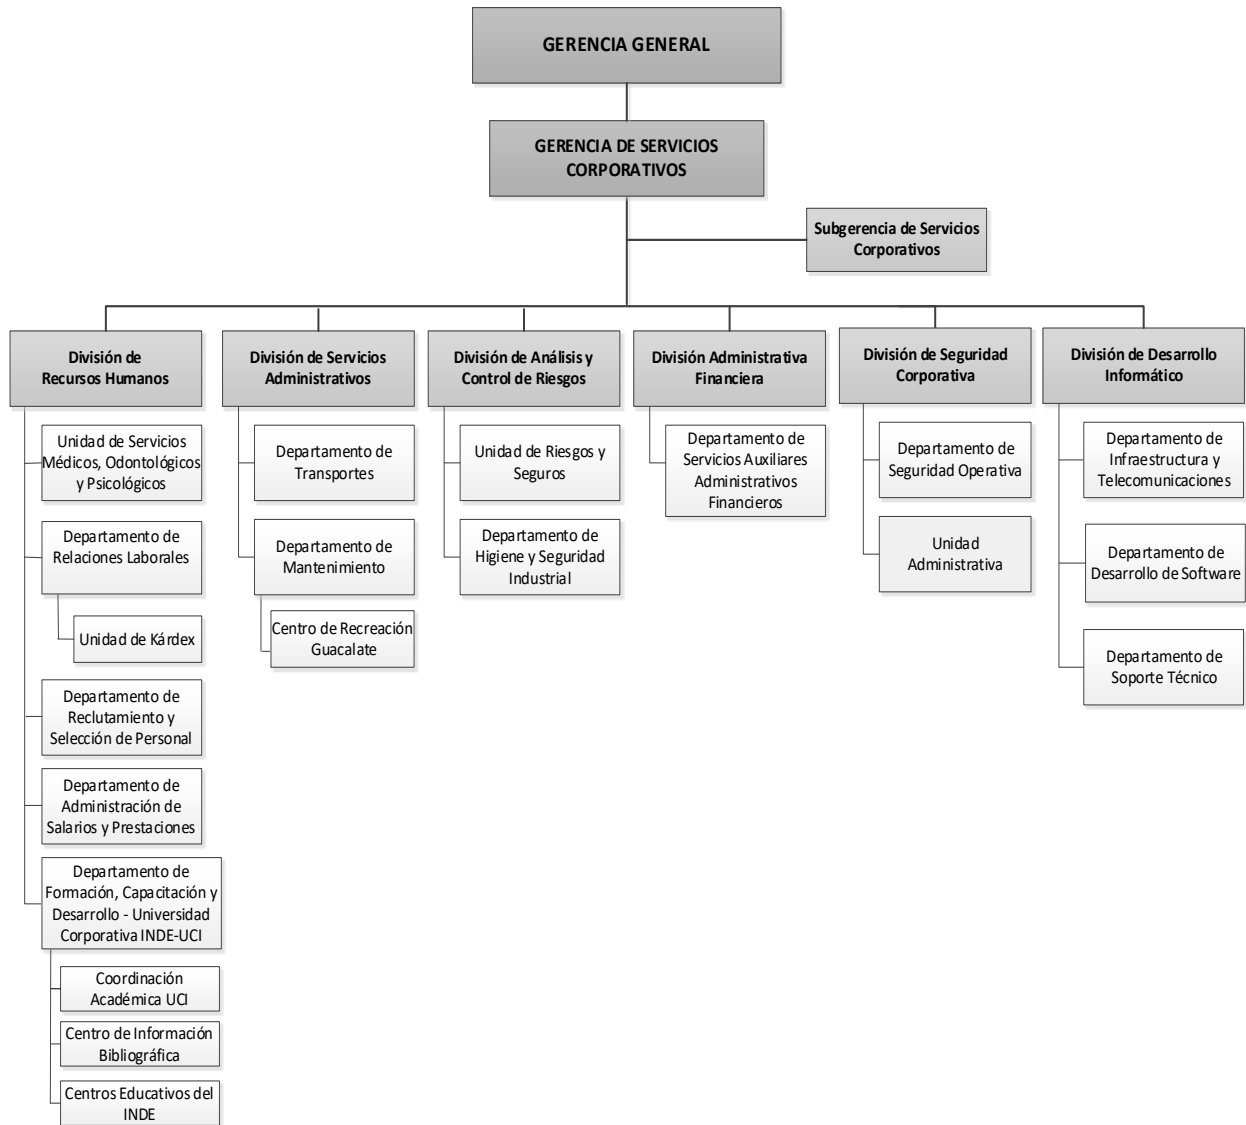 GERENCIA GENERAL
GERENCIA DE SERVICIOS
CORPORATIVOS
Subgerencia de Servicios
Corporativos
División de
Recursos Humanos
Unidad de Servicios
Médicos, Odontológicos
y Psicológicos
Departamento de
Relaciones Laborales
Unidad de Kárdex
Departamento de
Reclutamiento y
Selección de Personal
Departamento de
Administración de
Salarios y Prestaciones
Departamento de
Formación, Capacitación y
Desarrollo - Universidad
Corporativa INDE-UCI
Coordinación
Académica UCI
Centro de Información
Bibliográfica
Centros Educativos del
INDE
División de Servicios
Administrativos
Departamento de
Transportes
Departamento de
Mantenimiento
Centro de Recreación
Guacalate
División de Análisis y
Control de Riesgos
Unidad de Riesgos y
Seguros
Departamento de
Higiene y Seguridad
Industrial
División Administrativa
Financiera
Departamento de
Servicios Auxiliares
Administrativos
Financieros
División de Seguridad
Corporativa
Departamento de
Seguridad Operativa
Unidad
Administrativa
División de Desarrollo
Informático
Departamento de
Infraestructura y
Telecomunicaciones
Departamento de
Desarrollo de Software
Departamento de
Soporte Técnico